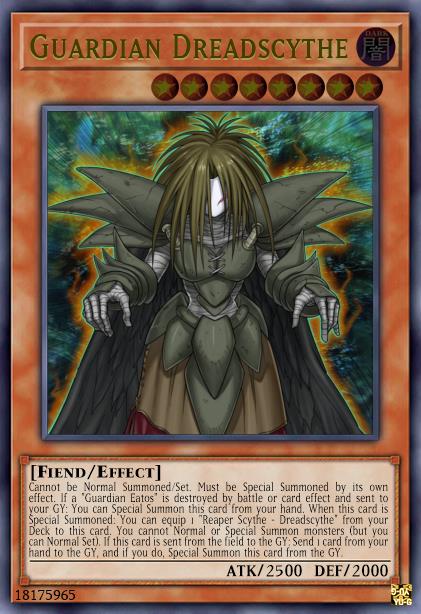 GUARDIAN DREADSCYTHE
DARK
闇
[FIEND/EFFECT]
Cannot be Normal Summoned/Set. Must be Special Summoned by its own
effect. If a "Guardian Eatos" is destroyed by battle or card effect and sent to
your GY: You can Special Summon this card from your hand. When this card is
Special Summoned: You can equip 1 "Reaper Scythe - Dreadscythe" from your
Deck to this card. You cannot Normal or Special Summon monsters (but you
can Normal Set). If this card is sent from the field to the GY: Send 1 card from your
hand to the GY, and if you do, Special Summon this card from the GY.
ATK/2500 DEF/2000
18175965